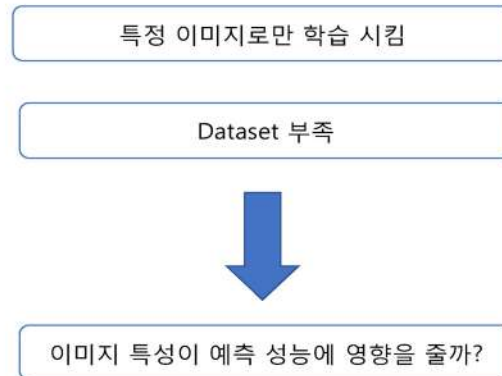 특정 이미지로만 학습 시킴
Dataset 부족
이미지 특성이 예측 성능에 영향을 줄까?